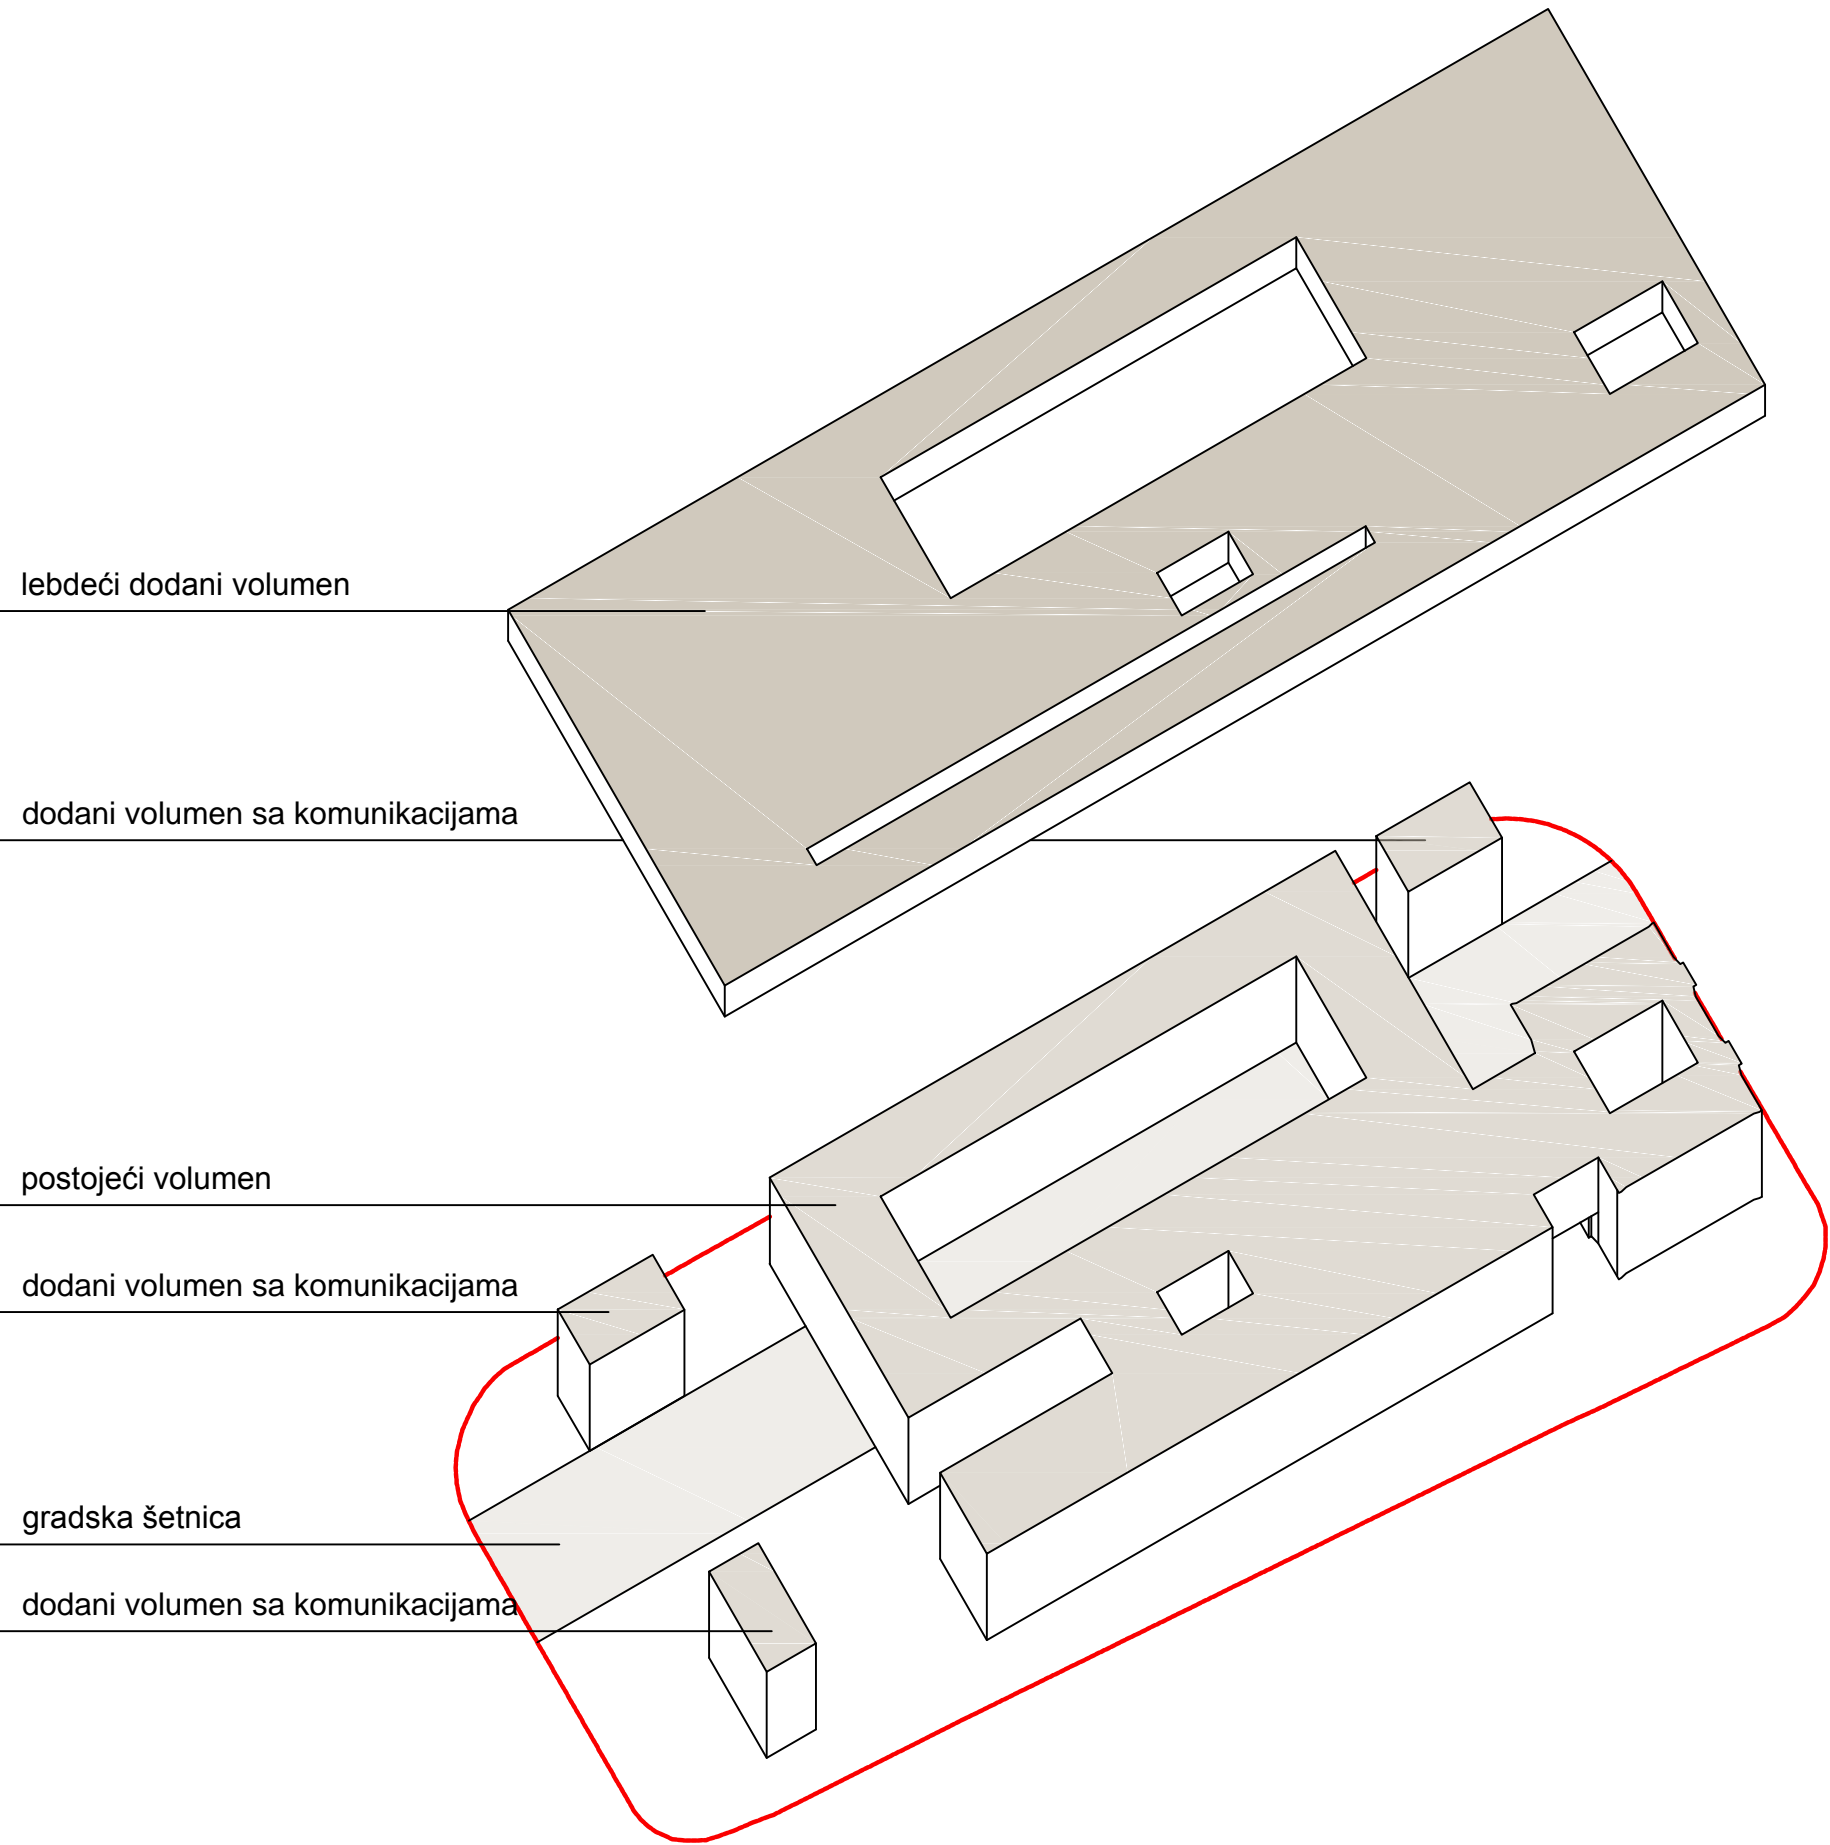 lebdeći dodani volumen
dodani volumen sa komunikacijama
postojeći volumen
dodani volumen sa komunikacijama
gradska šetnica
dodani volumen sa komunikacijama